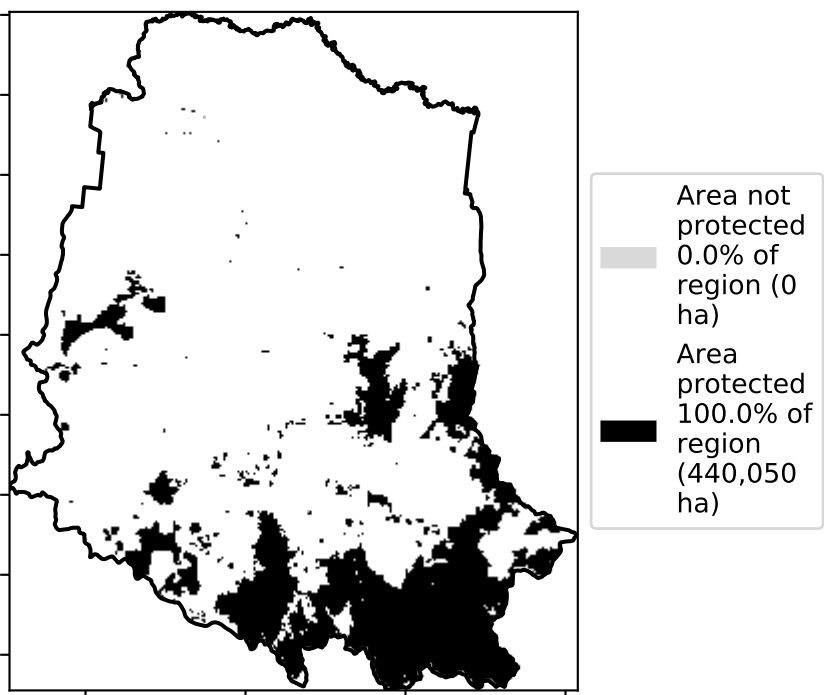 Area not
protected
0.0% of
region (0
ha)
Area
protected
100.0% of
region
(440,050
ha)